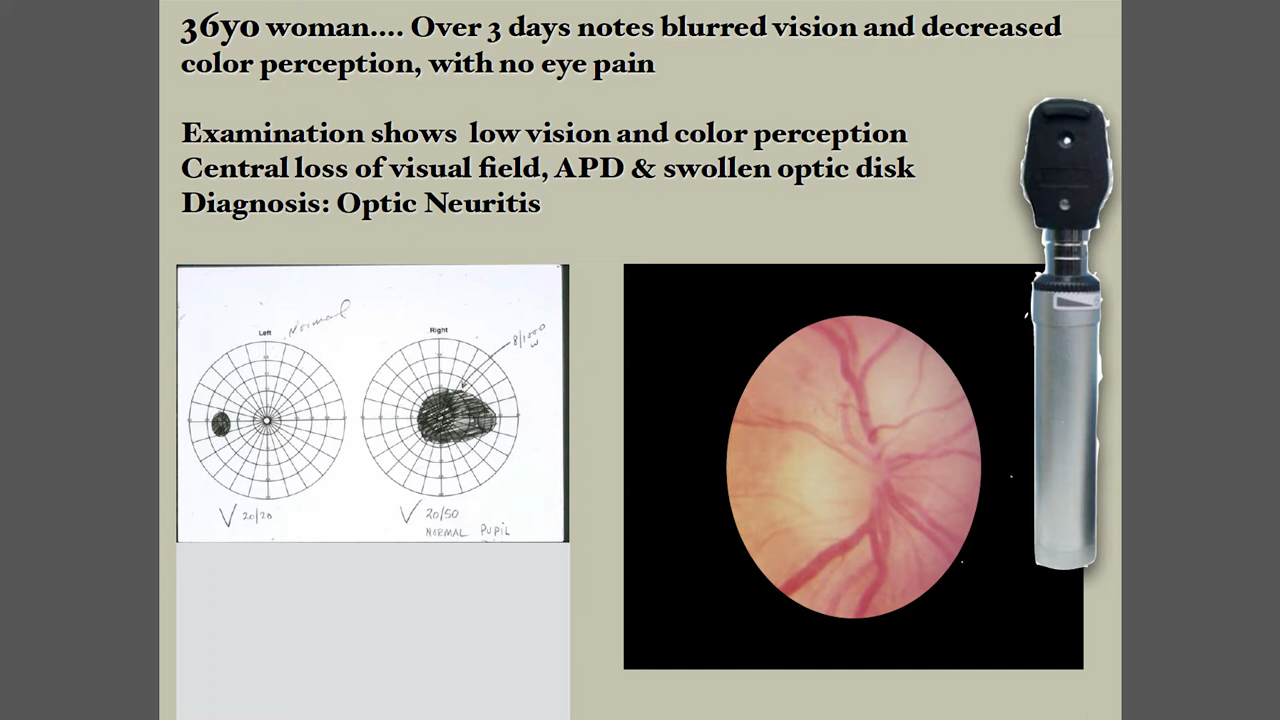 36yo woman.... Over 3 days notes blurred vision and decreased
color perception, with no eye pain
Examination shows low vision and color perception
Central loss of visual field, APD & swollen optic disk
Diagnosis: Optic Neuritis
Left Normal
Right
8/1000
W
V 20/20
V 20/50
NORMAL PUPIL